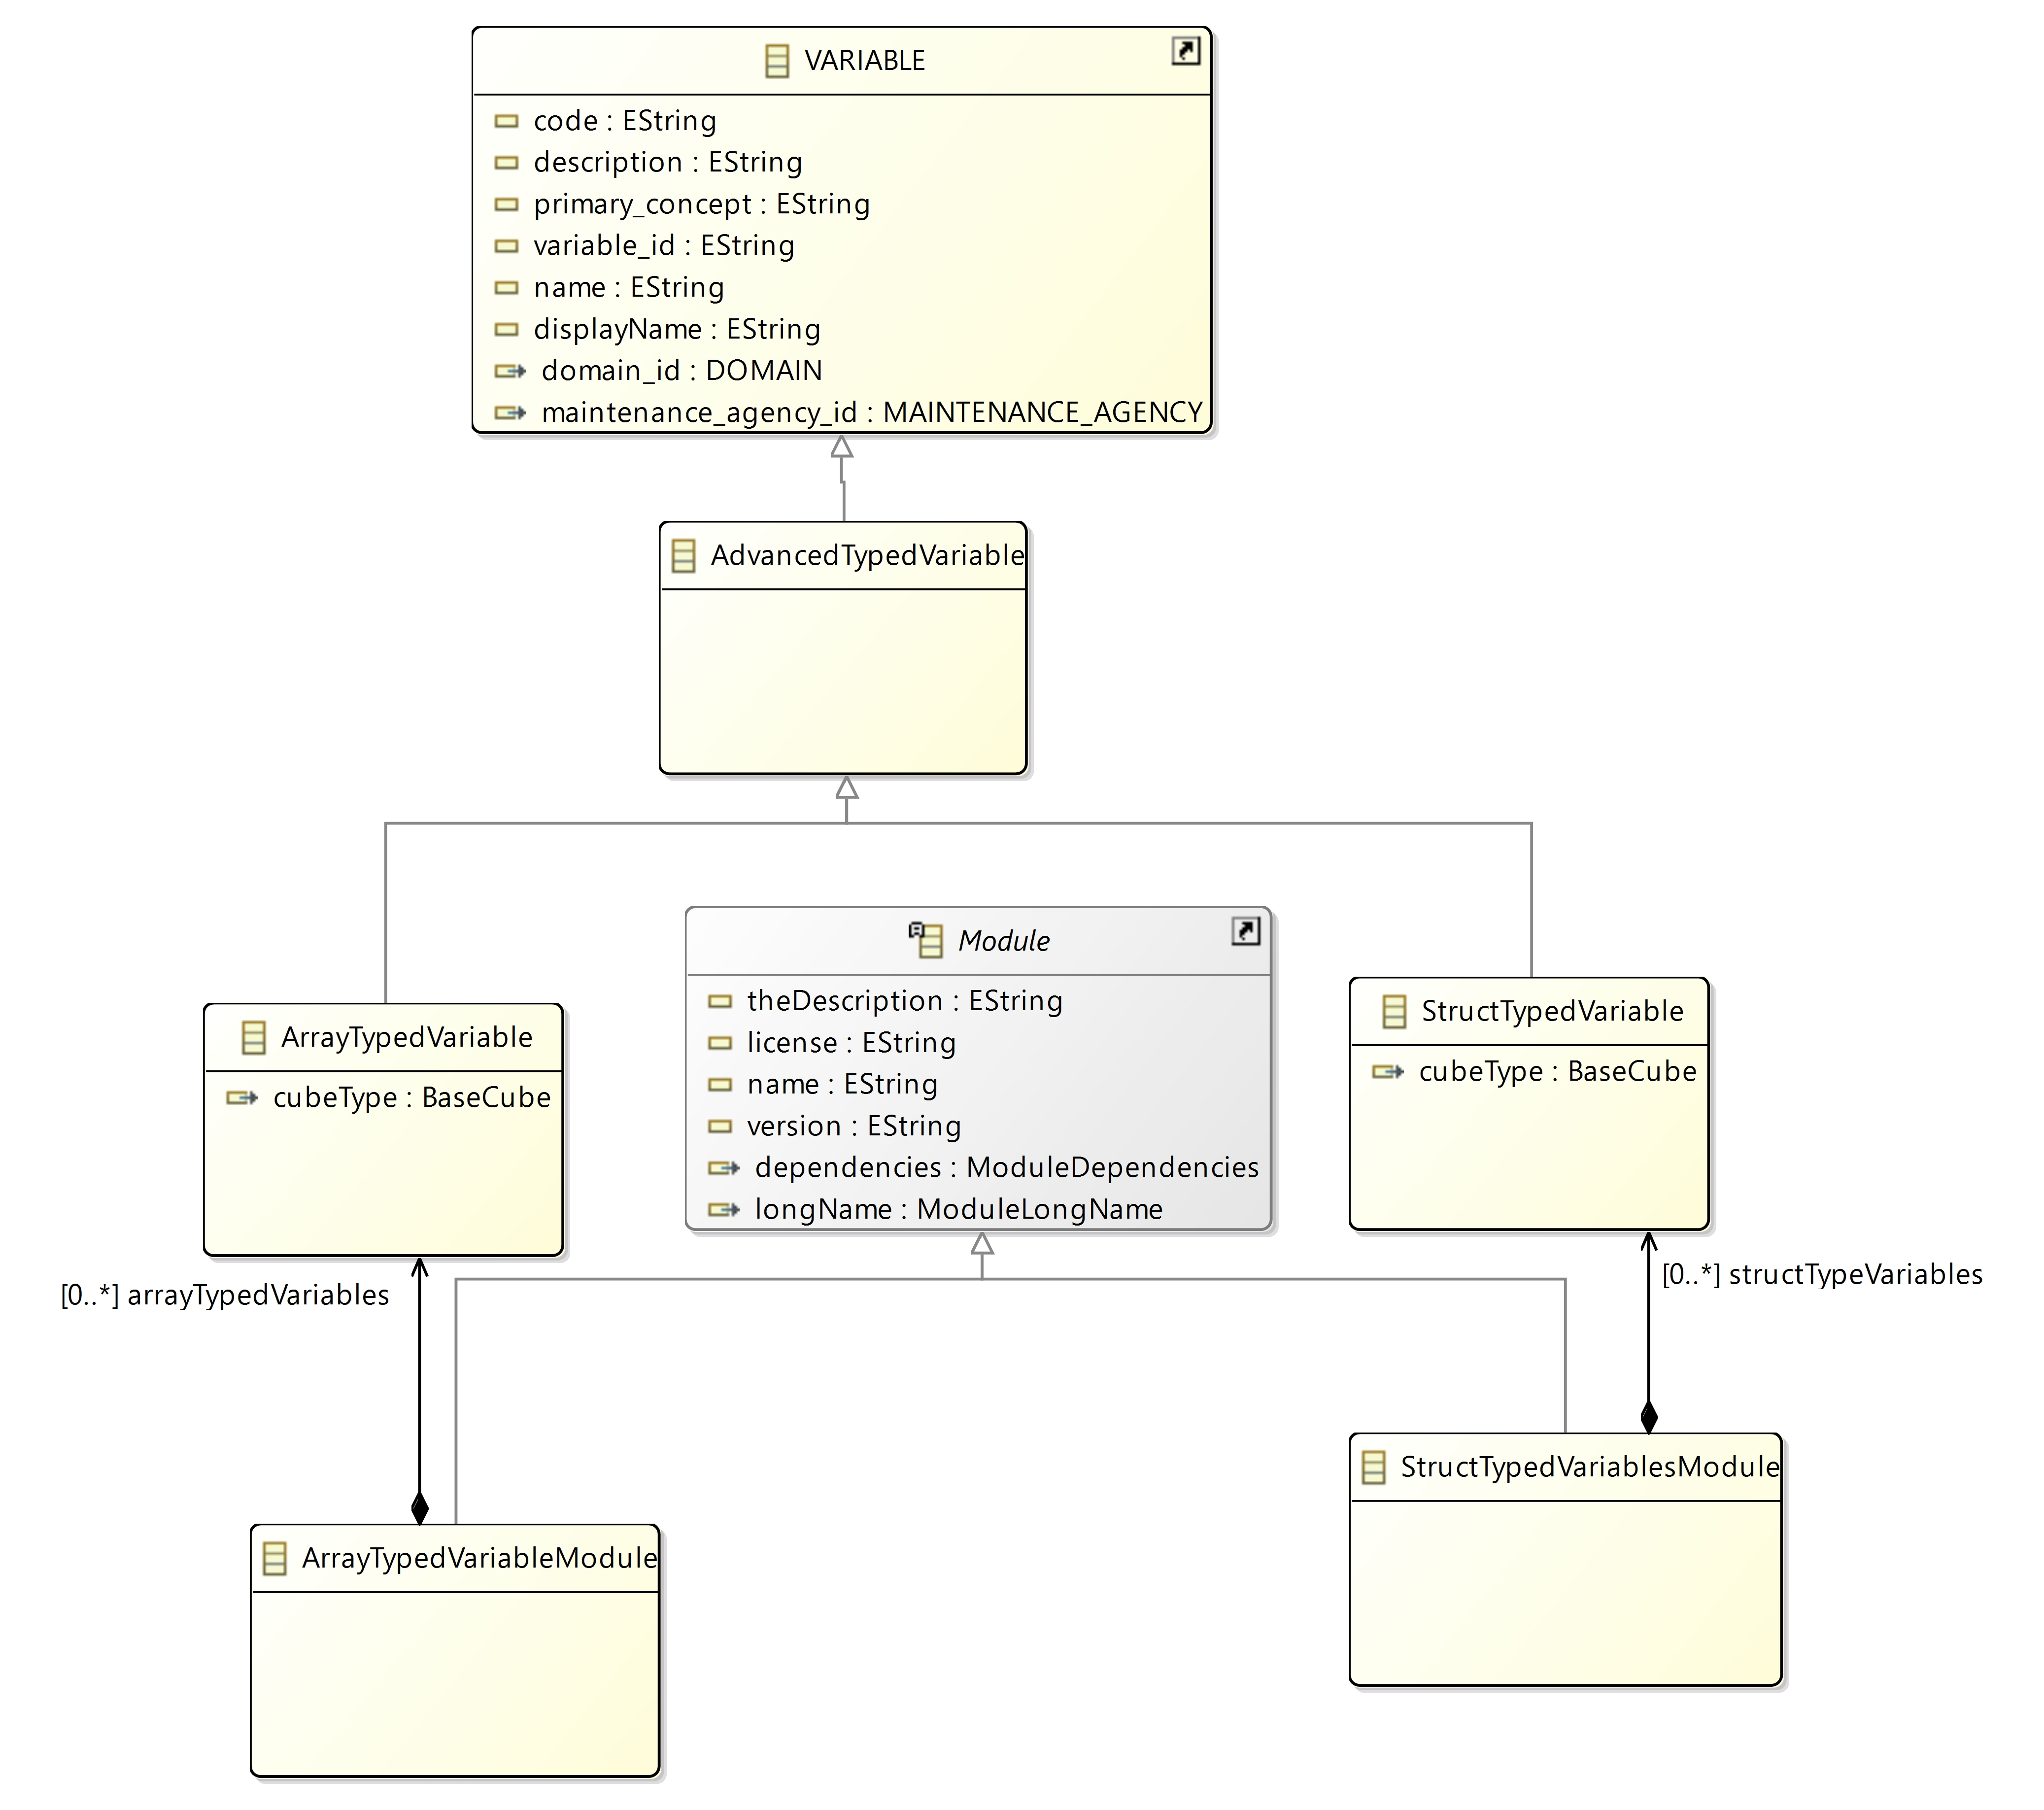 VARIABLE
code : EString
description : EString
primary_concept : EString
variable_id : EString
name : EString
displayName : EString
domain_id : DOMAIN
maintenance_agency_id : MAINTENANCE_AGENCY
AdvancedTypedVariable
Module
theDescription : EString
license : EString
name : EString
version : EString
dependencies : ModuleDependencies
longName : ModuleLongName
ArrayTypedVariable
cubeType : BaseCube
StructTypedVariable
cubeType : BaseCube
[0..*] arrayTypedVariables
[0..*] structTypeVariables
ArrayTypedVariableModule
StructTypedVariablesModule